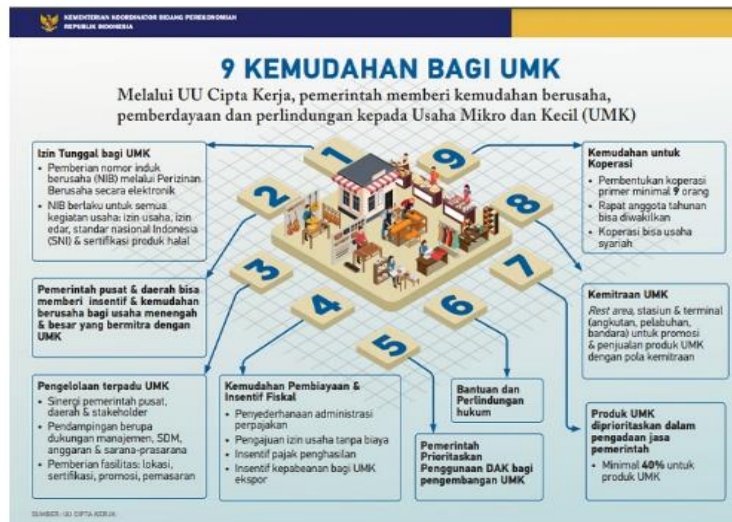 KEMENTERIAN KOORDINATOR BIDANG PEREKONOMIAN
REPUBLIK INDONESIA
9 KEMUDAHAN BAGI UMK
Melalui UU Cipta Kerja, pemerintah memberi kemudahan berusaha,
pemberdayaan dan perlindungan kepada Usaha Mikro dan Kecil (UMK)
1
Izin Tunggal bagi UMK
• Pemberian nomor induk
berusaha (NIB) melalui Perizinan
Berusaha secara elektronik
• NIB berlaku untuk semua
kegiatan usaha: izin usaha, izin
edar, standar nasional Indonesia
(SNI) & sertifikasi produk halal
2
Pemerintah pusat & daerah bisa
memberi insentif & kemudahan
berusaha bagi usaha menengah
& besar yang bermitra dengan
UMK
3
Pengelolaan terpadu UMK
• Sinergi pemerintah pusat,
daerah & stakeholder
• Pendampingan berupa
dukungan manajemen, SDM,
anggaran & sarana-prasarana
• Pemberian fasilitas: lokasi,
sertifikasi, promosi, pemasaran
4
Kemudahan Pembiayaan &
Insentif Fiskal
• Penyederhanaan administrasi
perpajakan
• Pengajuan izin usaha tanpa biaya
• Insentif pajak penghasilan
• Insentif kepabeanan bagi UMK
ekspor
5
Pemerintah
Prioritaskan
Penggunaan DAK bagi
pengembangan UMK
6
Bantuan dan
Perlindungan
hukum
7
Produk UMK
diprioritaskan dalam
pengadaan jasa
pemerintah
• Minimal 40% untuk
produk UMK
8
Kemitraan UMK
Rest area, stasiun & terminal
(angkutan, pelabuhan,
bandara) untuk promosi
& penjualan produk UMK
dengan pola kemitraan
9
Kemudahan untuk
Koperasi
• Pembentukan koperasi
primer minimal 9 orang
• Rapat anggota tahunan
bisa diwakilkan
• Koperasi bisa usaha
syariah
SUMBER: UU CIPTA KERJA